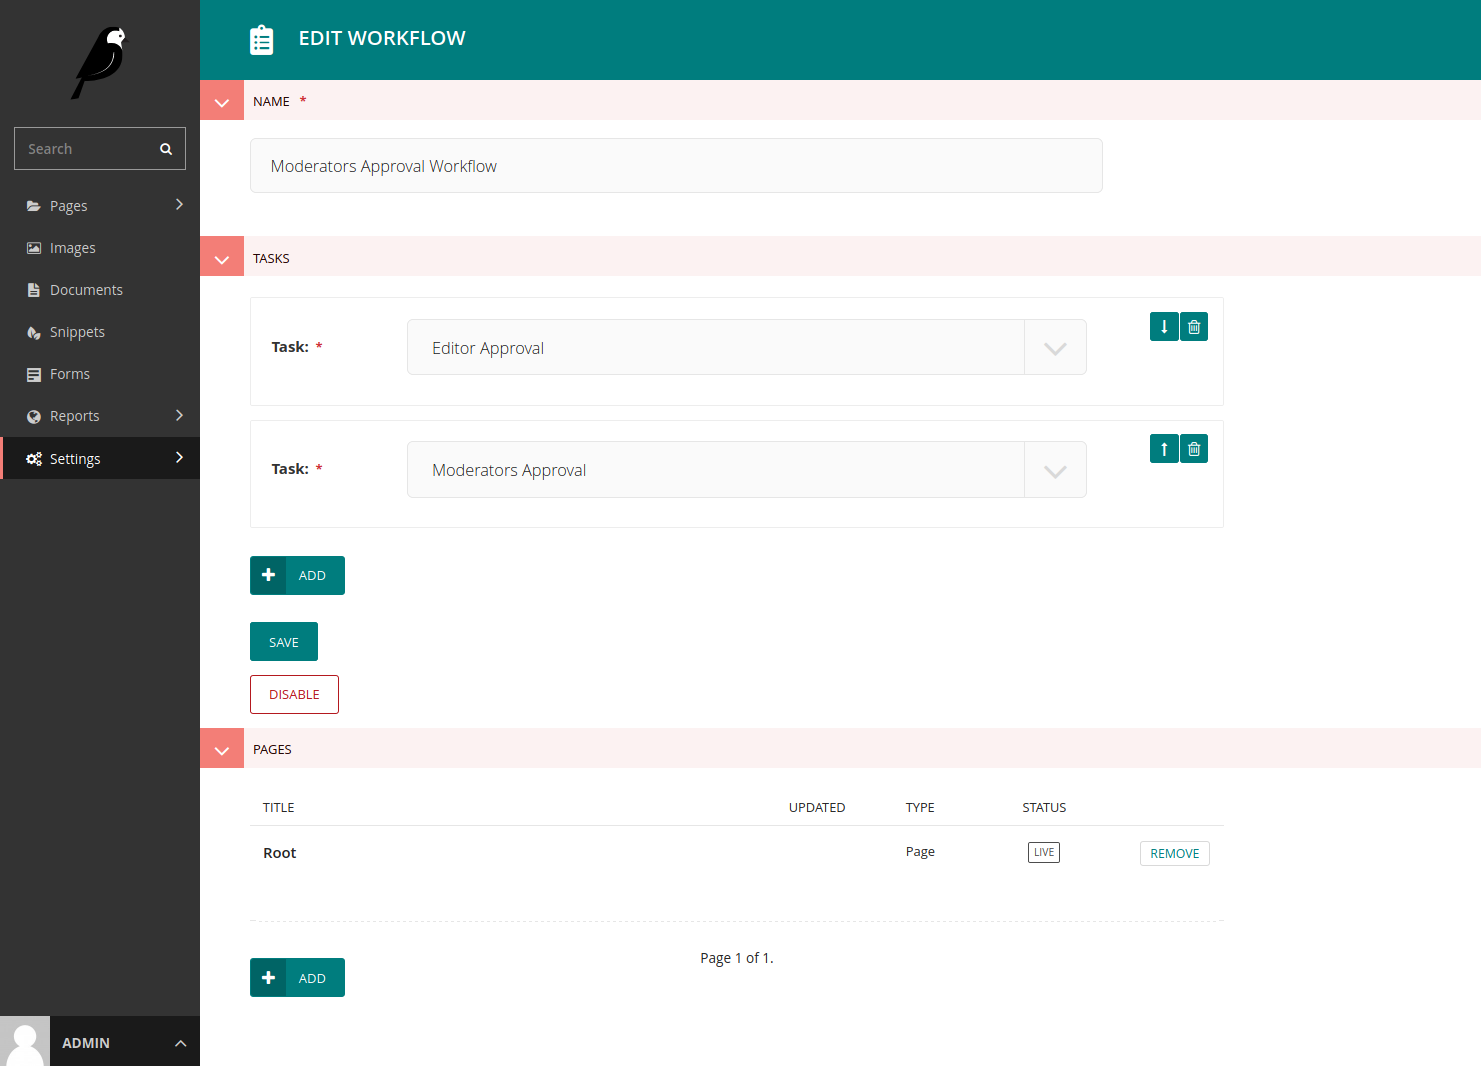 EDIT WORKFLOW
Search
Pages
Images
Documents
Snippets
Forms
Reports
Settings
ADMIN
NAME *
Moderators Approval Workflow
TASKS
Task: * Editor Approval
Task: * Moderators Approval
ADD
SAVE
DISABLE
PAGES
TITLE UPDATED TYPE STATUS
Root Page LIVE REMOVE
Page 1 of 1.
ADD